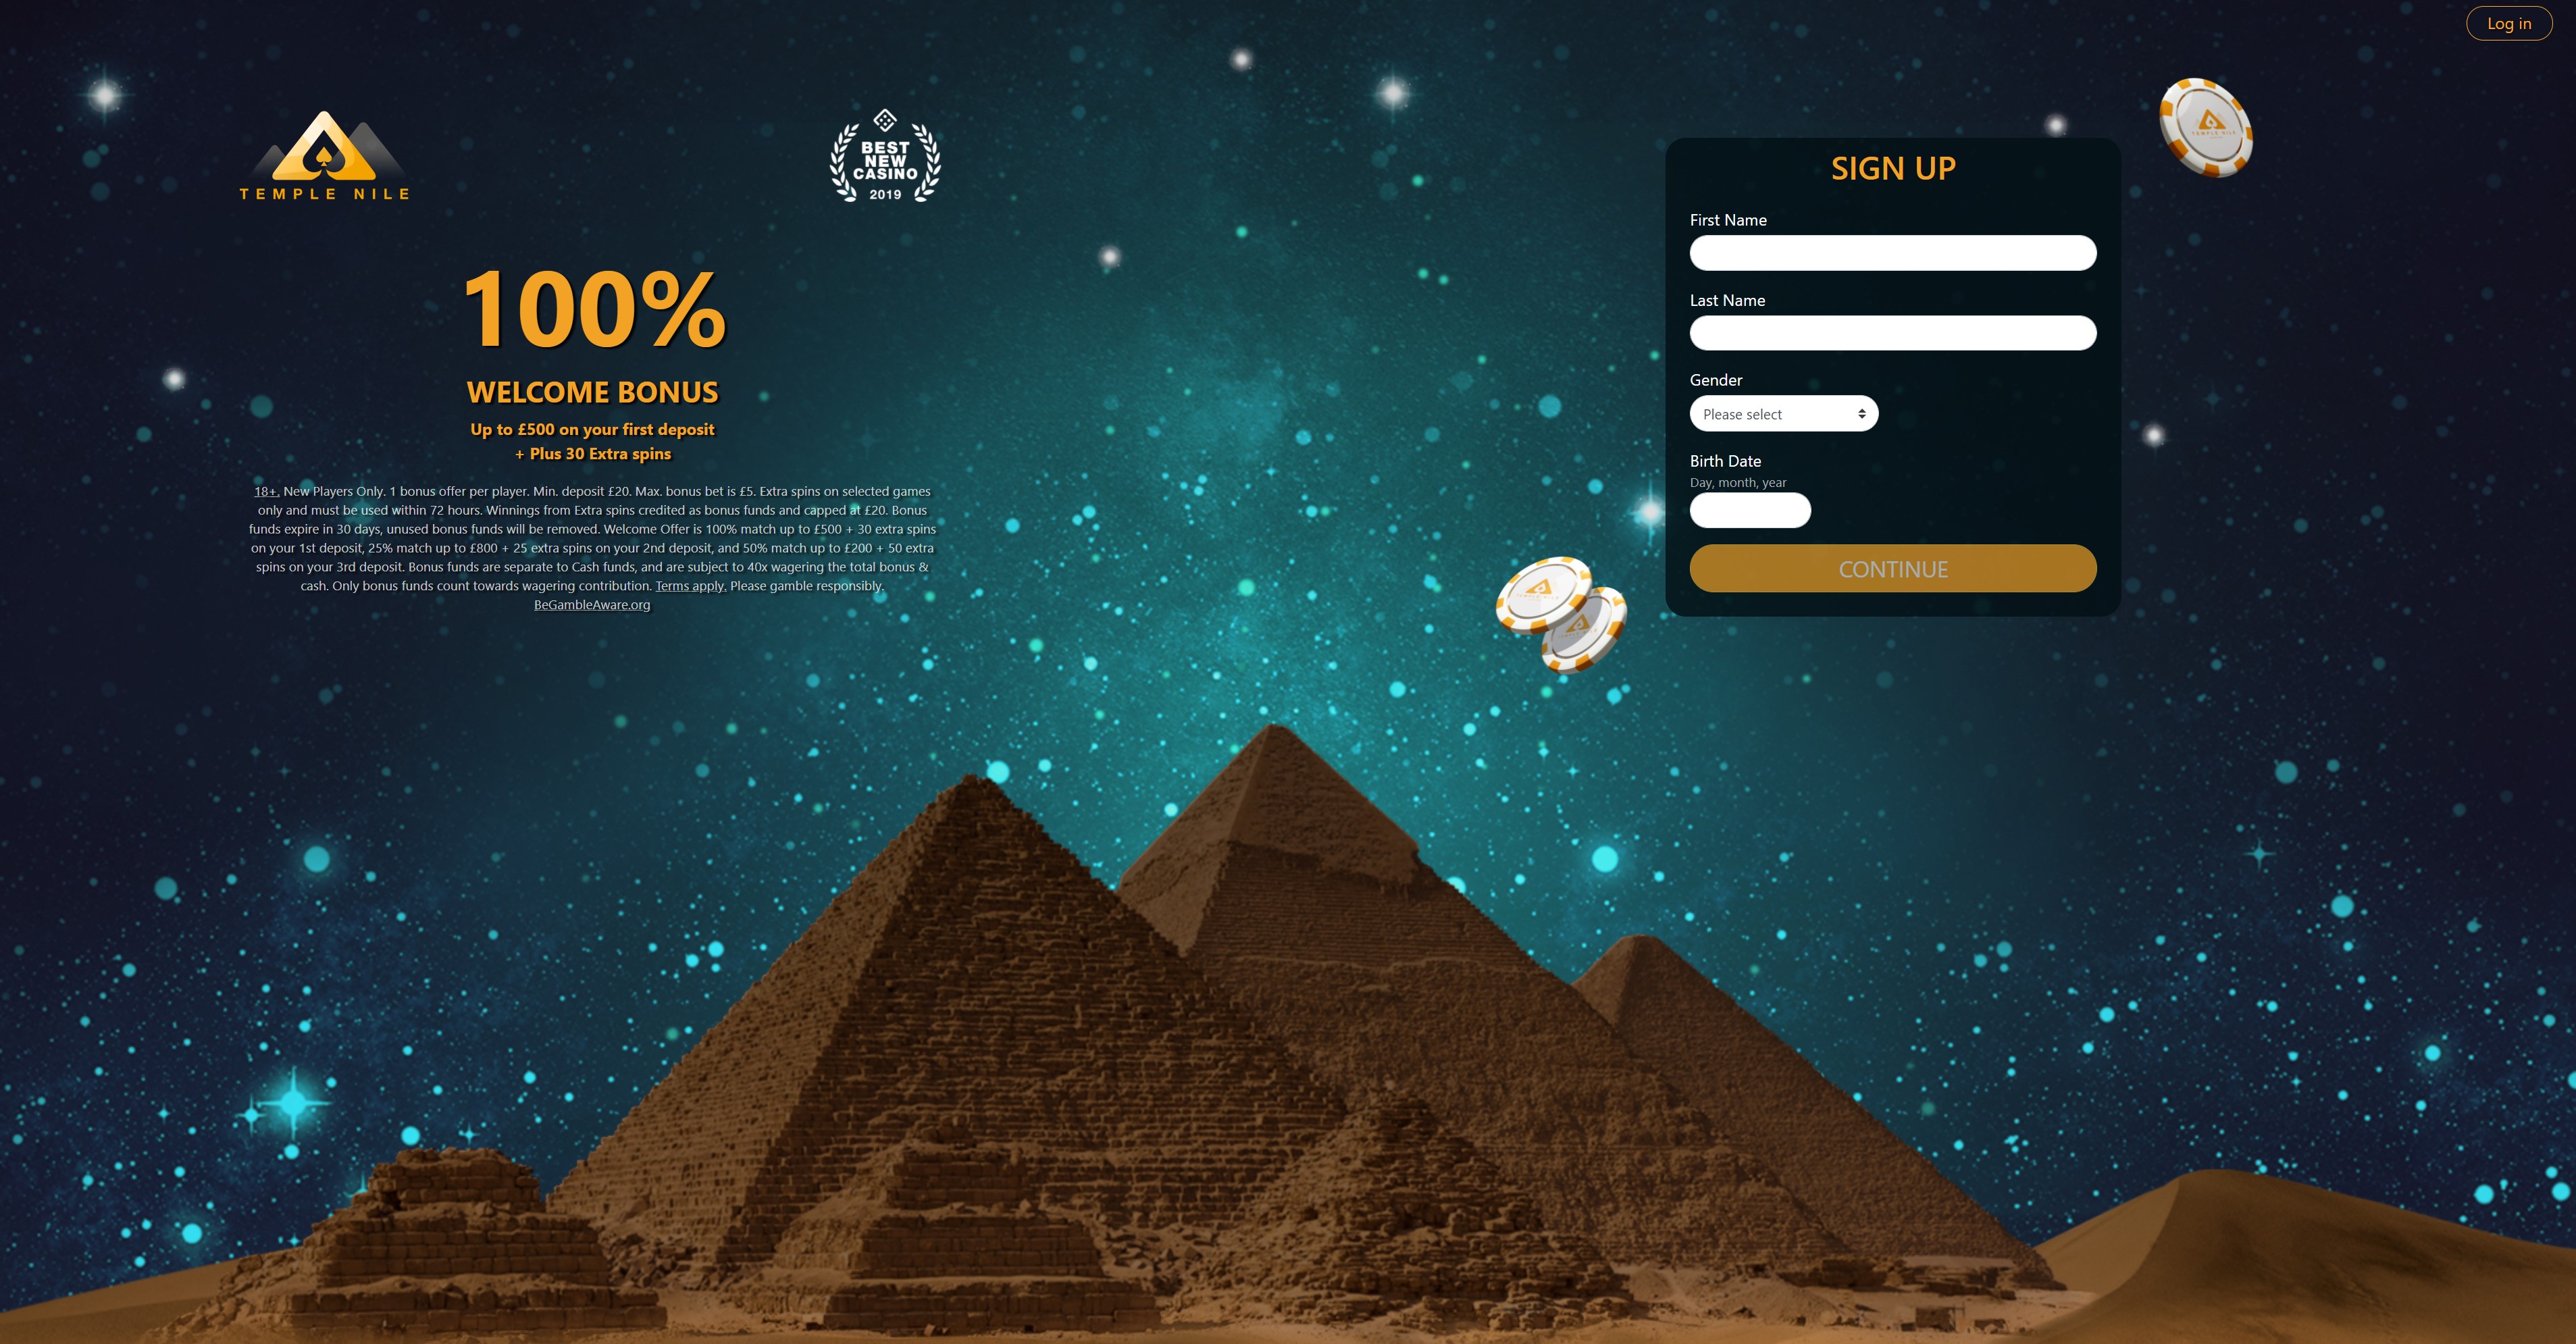 Log in
TEMPLE NILE
BEST
NEW
CASINO
2019
100%
WELCOME BONUS
Up to £500 on your first deposit
+ Plus 30 Extra spins
18+. New Players Only. 1 bonus offer per player. Min. deposit £20. Max. bonus bet is £5. Extra spins on selected games
only and must be used within 72 hours. Winnings from Extra spins credited as bonus funds and capped at £20. Bonus
funds expire in 30 days, unused bonus funds will be removed. Welcome Offer is 100% match up to £500 + 30 extra spins
on your 1st deposit, 25% match up to £800 + 25 extra spins on your 2nd deposit, and 50% match up to £200 + 50 extra
spins on your 3rd deposit. Bonus funds are separate to Cash funds, and are subject to 40x wagering the total bonus &
cash. Only bonus funds count towards wagering contribution. Terms apply. Please gamble responsibly.
BeGambleAware.org
SIGN UP
First Name
Last Name
Gender
Please select
Birth Date
Day, month, year
CONTINUE
TEMPLE NILE